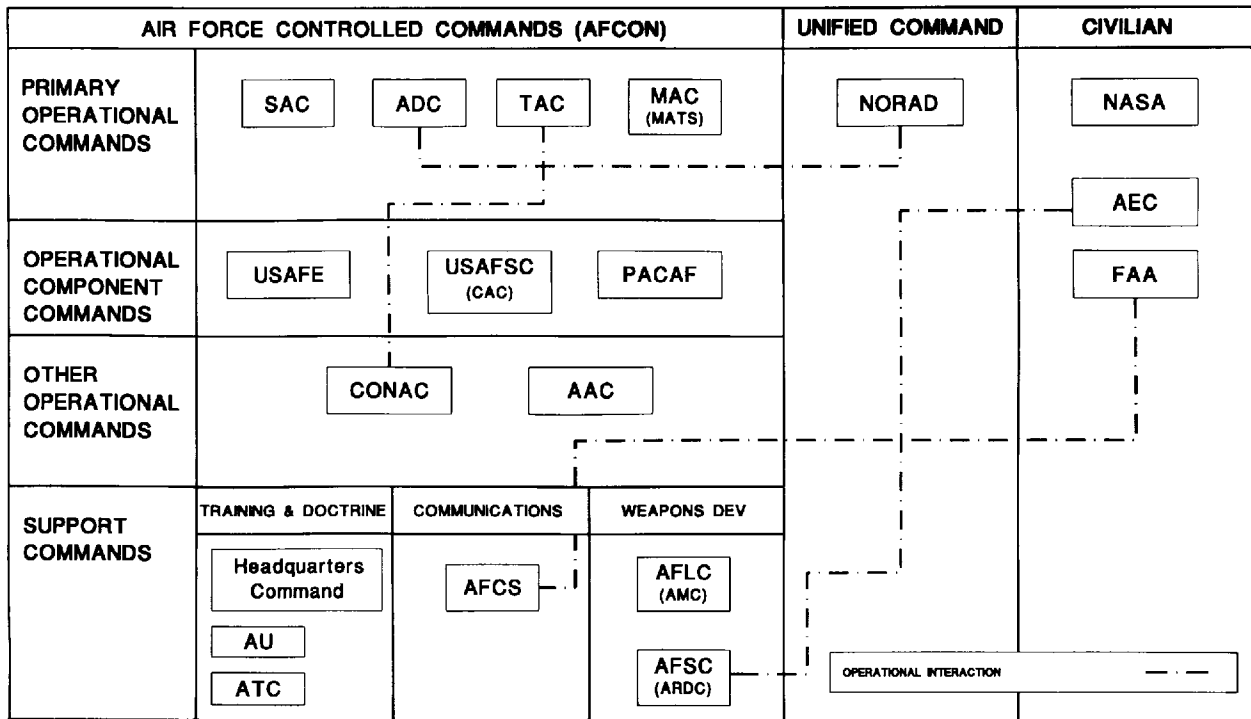 AIR FORCE CONTROLLED COMMANDS (AFCON)
UNIFIED COMMAND
CIVILIAN
PRIMARY
OPERATIONAL
COMMANDS
SAC
ADC
TAC
MAC
(MATS)
NORAD
NASA
AEC
OPERATIONAL
COMPONENT
COMMANDS
USAFE
USAFSC
(CAC)
PACAF
FAA
OTHER
OPERATIONAL
COMMANDS
CONAC
AAC
SUPPORT
COMMANDS
TRAINING & DOCTRINE
COMMUNICATIONS
WEAPONS DEV
Headquarters
Command
AU
ATC
AFCS
AFLC
(AMC)
AFSC
(ARDC)
OPERATIONAL INTERACTION